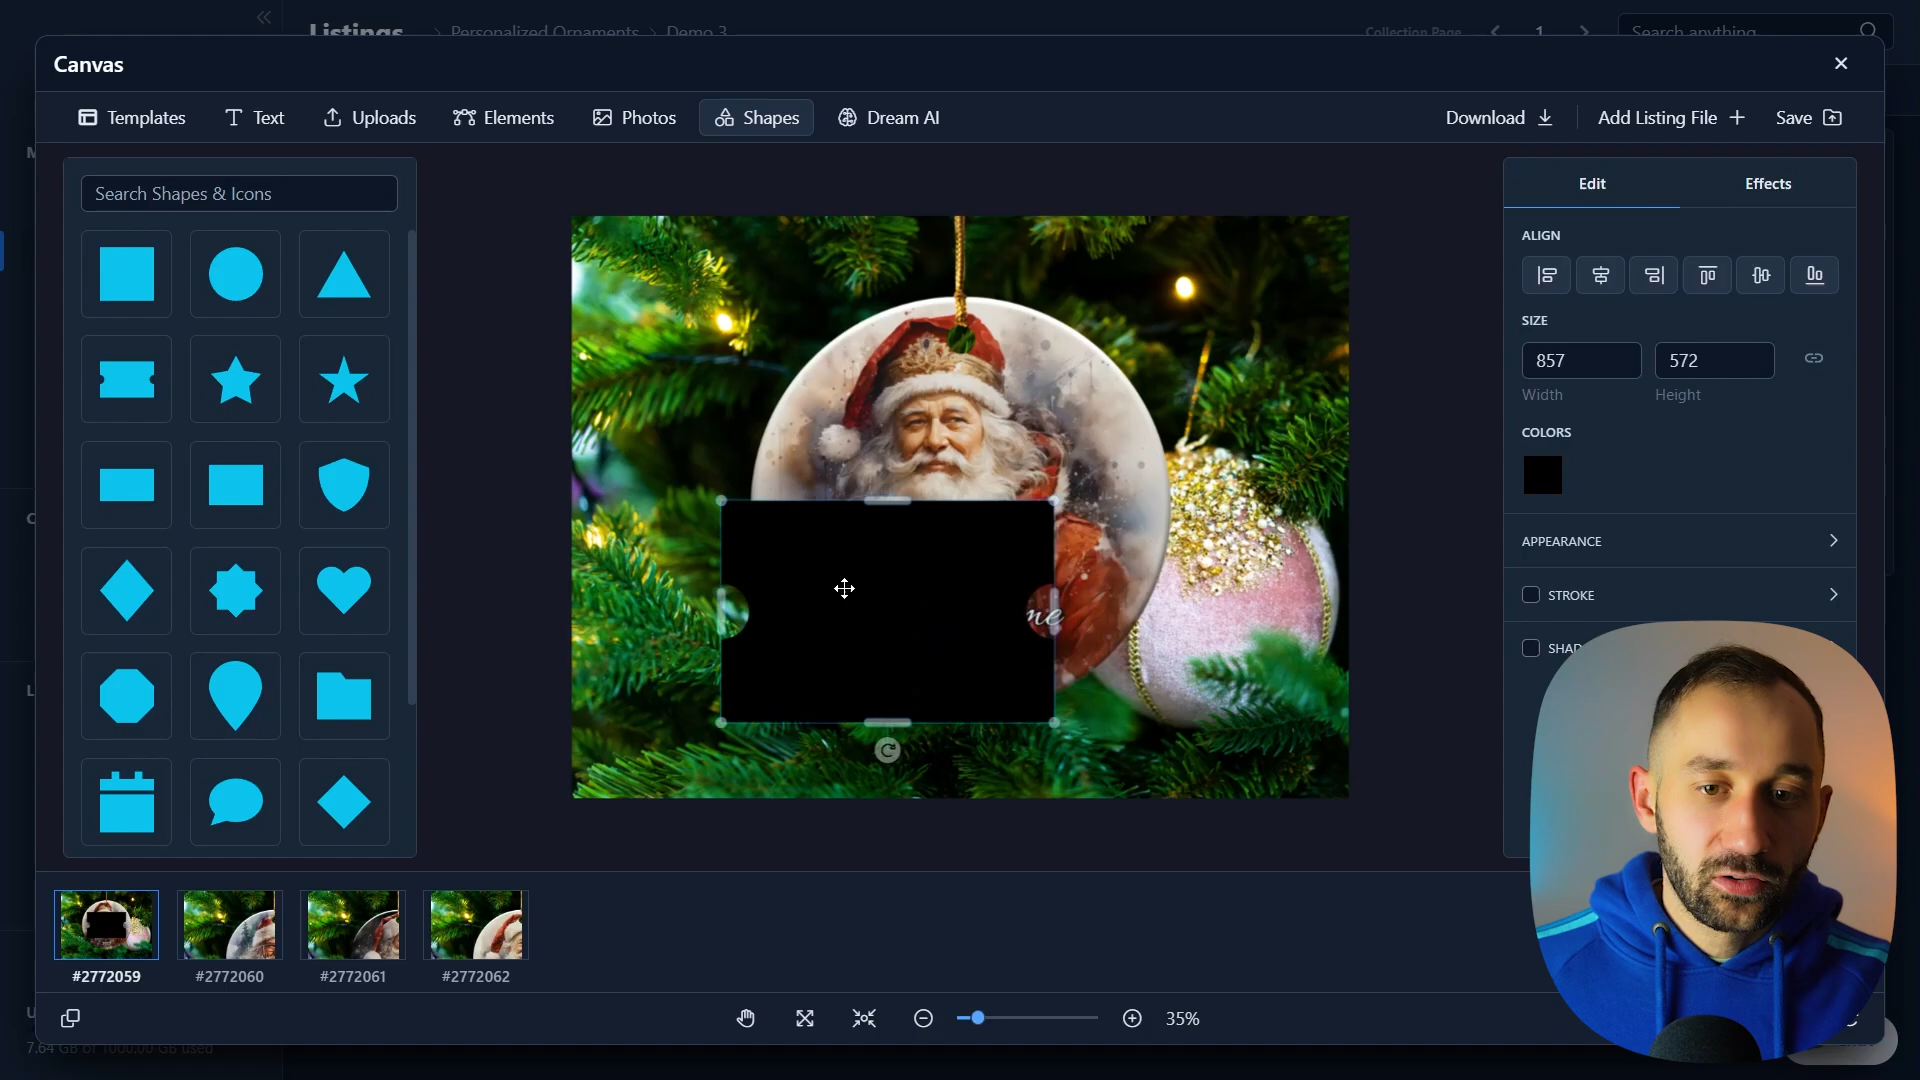 Listings > Personalized Ornaments > Demo 3
Collection Page 1
Search anything
Canvas
Templates Text Uploads Elements Photos Shapes Dream AI
Download Add Listing File Save
Search Shapes & Icons
Edit Effects
ALIGN
SIZE
857 572
Width Height
COLORS
APPEARANCE
STROKE
SHAD
me
#2772059 #2772060 #2772061 #2772062
35%
7.64 GB of 1000.00 GB used